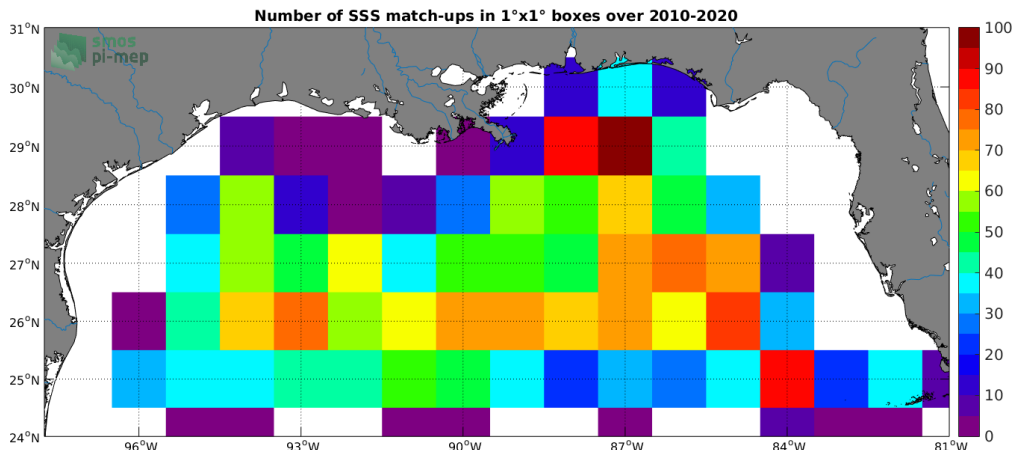 Number of SSS match-ups in 1°x1° boxes over 2010-2020
smos
pi-mep
31°N
30°N
29°N
28°N
27°N
26°N
25°N
24°N
96°W 93°W 90°W 87°W 84°W 81°W
100
90
80
70
60
50
40
30
20
10
0